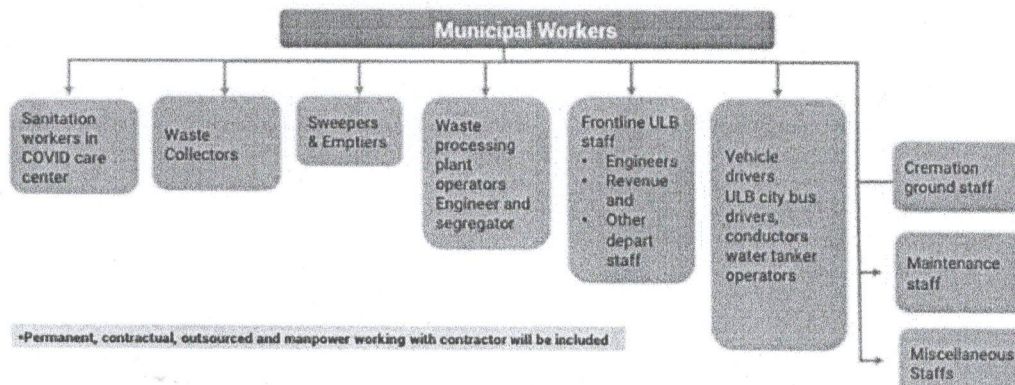 Municipal Workers
Sanitation
workers in
COVID care
center
Waste
Collectors
Sweepers
& Emptiers
Waste
processing
plant
operators
Engineer and
segregator
Frontline ULB
staff
• Engineers
• Revenue
and
• Other
depart
staff
Vehicle
drivers
ULB city bus
drivers,
conductors
water tanker
operators
Cremation
ground staff
Maintenance
staff
Miscellaneous
Staffs
•Permanent, contractual, outsourced and manpower working with contractor will be included